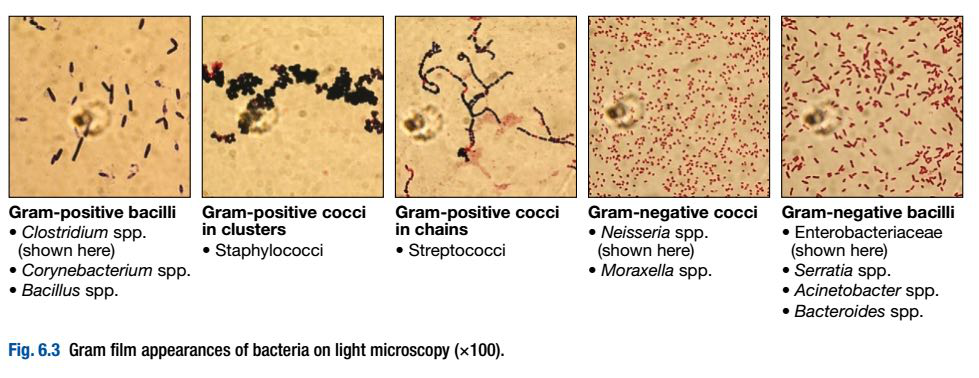 Gram-positive bacilli
• Clostridium spp.
(shown here)
• Corynebacterium spp.
• Bacillus spp.
Gram-positive cocci
in clusters
• Staphylococci
Gram-positive cocci
in chains
• Streptococci
Gram-negative cocci
• Neisseria spp.
(shown here)
• Moraxella spp.
Gram-negative bacilli
• Enterobacteriaceae
(shown here)
• Serratia spp.
• Acinetobacter spp.
• Bacteroides spp.
Fig. 6.3 Gram film appearances of bacteria on light microscopy (×100).